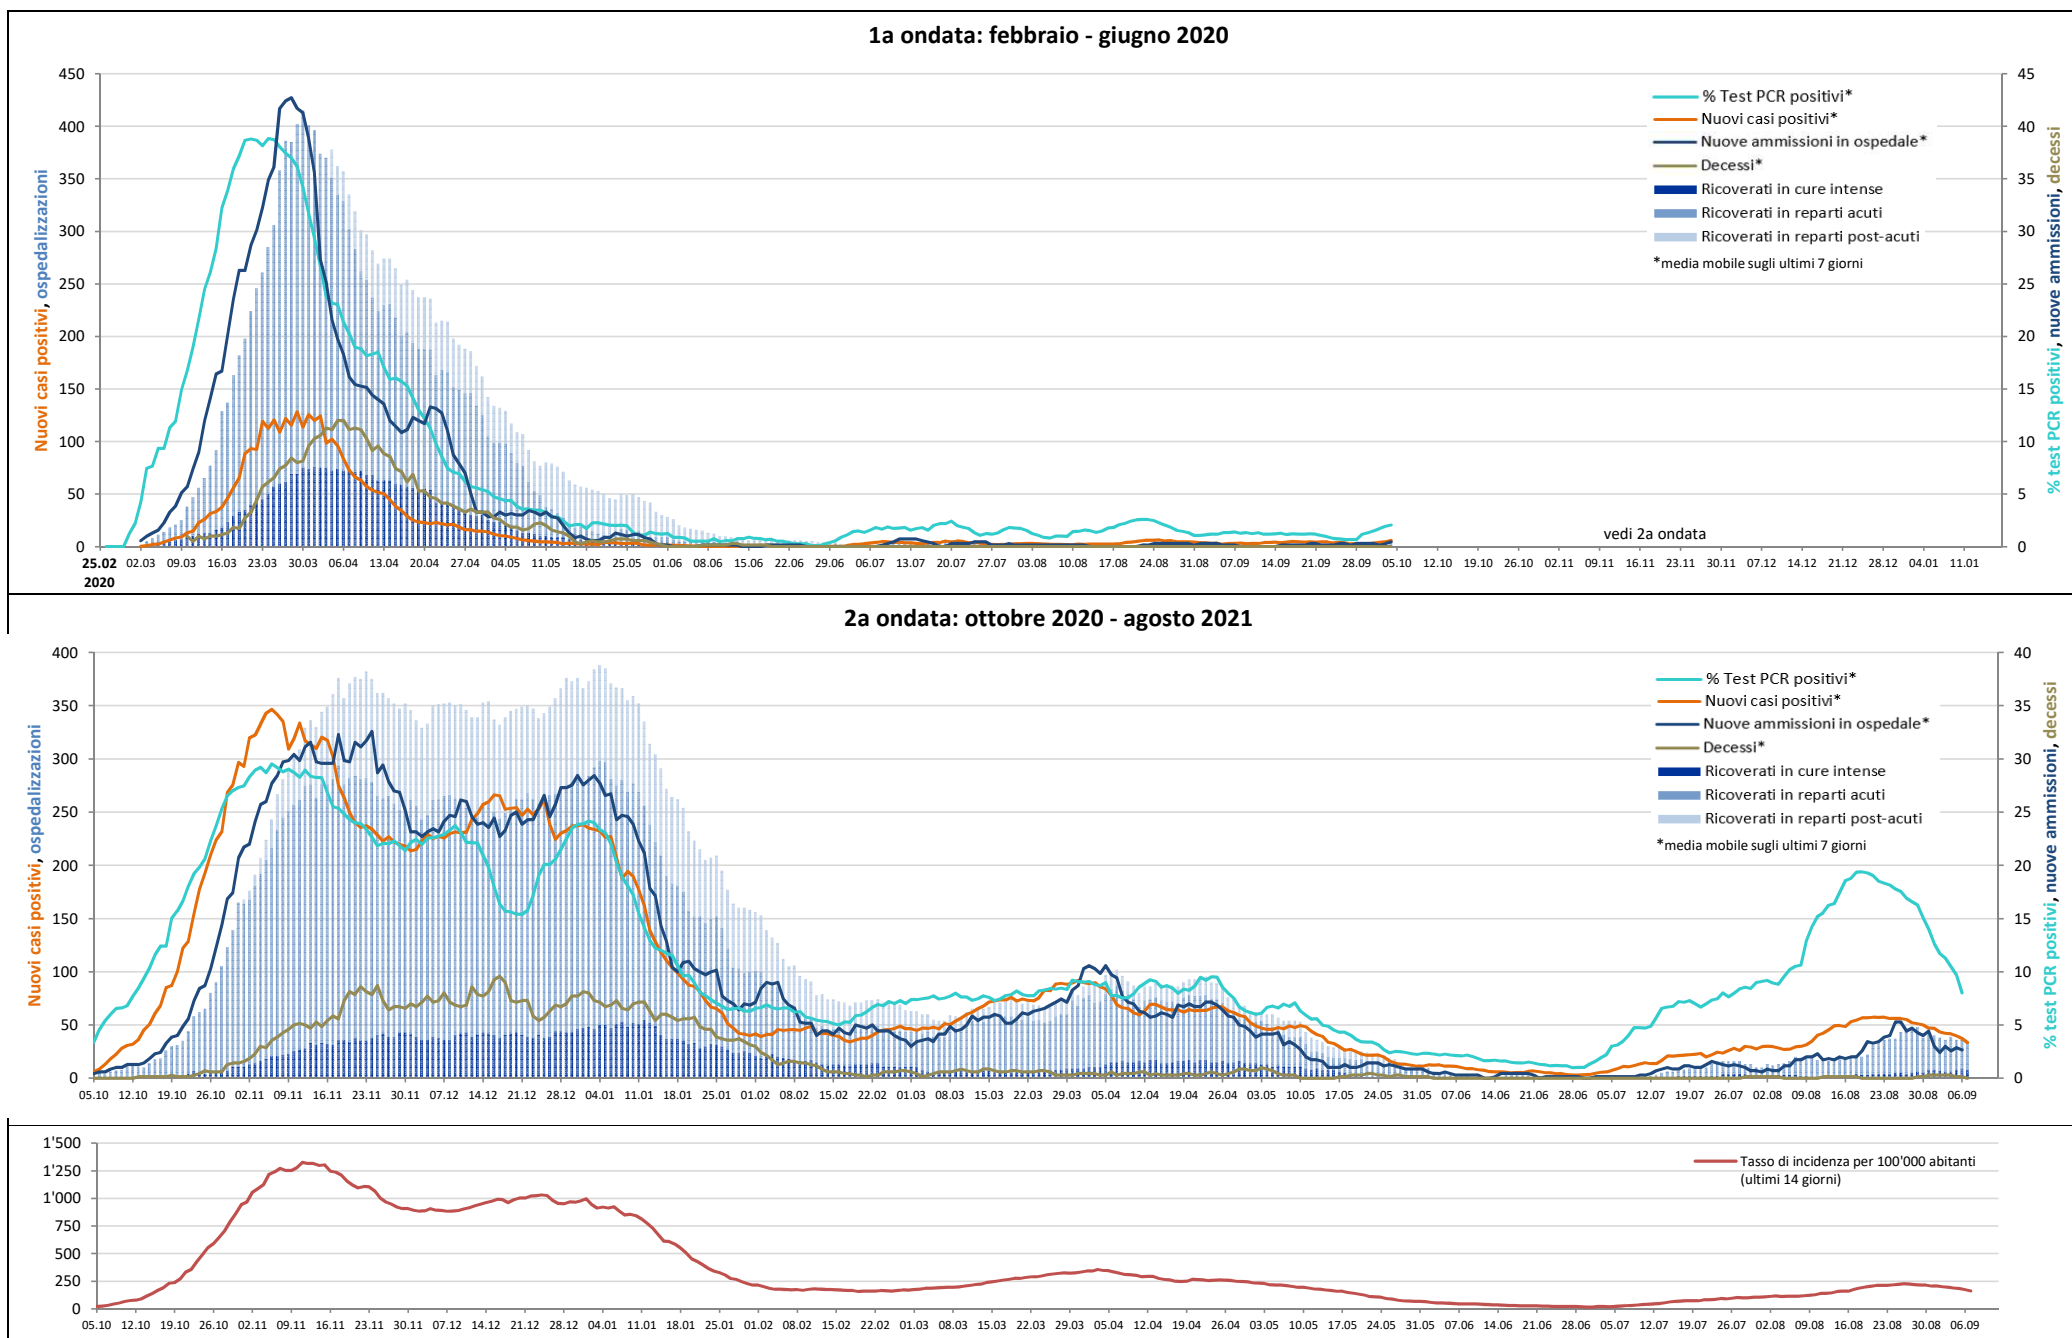 1a ondata: febbraio - giugno 2020
Nuovi casi positivi, ospedalizzazioni
450
400
350
300
250
200
150
100
50
0
45
40
35
30
25
20
15
10
5
0
% test PCR positivi, nuove ammissioni, decessi
% Test PCR positivi*
Nuovi casi positivi*
Nuove ammissioni in ospedale*
Decessi*
Ricoverati in cure intense
Ricoverati in reparti acuti
Ricoverati in reparti post-acuti
*media mobile sugli ultimi 7 giorni
vedi 2a ondata
25.02 02.03 09.03 16.03 23.03 30.03 06.04 13.04 20.04 27.04 04.05 11.05 18.05 25.05 01.06 08.06 15.06 22.06 29.06 06.07 13.07 20.07 27.07 03.08 10.08 17.08 24.08 31.08 07.09 14.09 21.09 28.09 05.10 12.10 19.10 26.10 02.11 09.11 16.11 23.11 30.11 07.12 14.12 21.12 28.12 04.01 11.01
2020
2a ondata: ottobre 2020 - agosto 2021
Nuovi casi positivi, ospedalizzazioni
400
350
300
250
200
150
100
50
0
40
35
30
25
20
15
10
5
0
% test PCR positivi, nuove ammissioni, decessi
% Test PCR positivi*
Nuovi casi positivi*
Nuove ammissioni in ospedale*
Decessi*
Ricoverati in cure intense
Ricoverati in reparti acuti
Ricoverati in reparti post-acuti
*media mobile sugli ultimi 7 giorni
05.10 12.10 19.10 26.10 02.11 09.11 16.11 23.11 30.11 07.12 14.12 21.12 28.12 04.01 11.01 18.01 25.01 01.02 08.02 15.02 22.02 01.03 08.03 15.03 22.03 29.03 05.04 12.04 19.04 26.04 03.05 10.05 17.05 24.05 31.05 07.06 14.06 21.06 28.06 05.07 12.07 19.07 26.07 02.08 09.08 16.08 23.08 30.08 06.09
1'500
1'250
1'000
750
500
250
0
Tasso di incidenza per 100'000 abitanti
(ultimi 14 giorni)
05.10 12.10 19.10 26.10 02.11 09.11 16.11 23.11 30.11 07.12 14.12 21.12 28.12 04.01 11.01 18.01 25.01 01.02 08.02 15.02 22.02 01.03 08.03 15.03 22.03 29.03 05.04 12.04 19.04 26.04 03.05 10.05 17.05 24.05 31.05 07.06 14.06 21.06 28.06 05.07 12.07 19.07 26.07 02.08 09.08 16.08 23.08 30.08 06.09